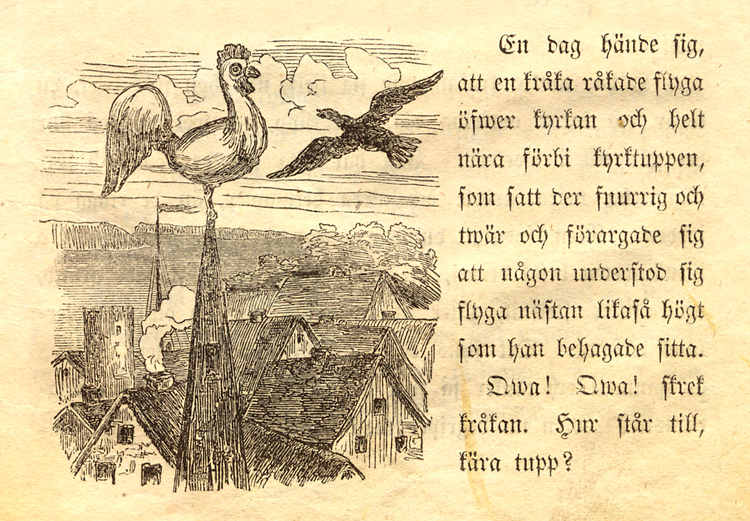 En dag hände sig,
att en kråka råkade flyga
öfwer kyrkan och helt
nära förbi kyrktuppen,
som satt der snurrig och
twär och förargade sig
att någon understod sig
flyga nästan likaså högt
som han behagade sitta.
Qwa! Qwa! skrek
kråkan. Hur står till,
kära tupp?